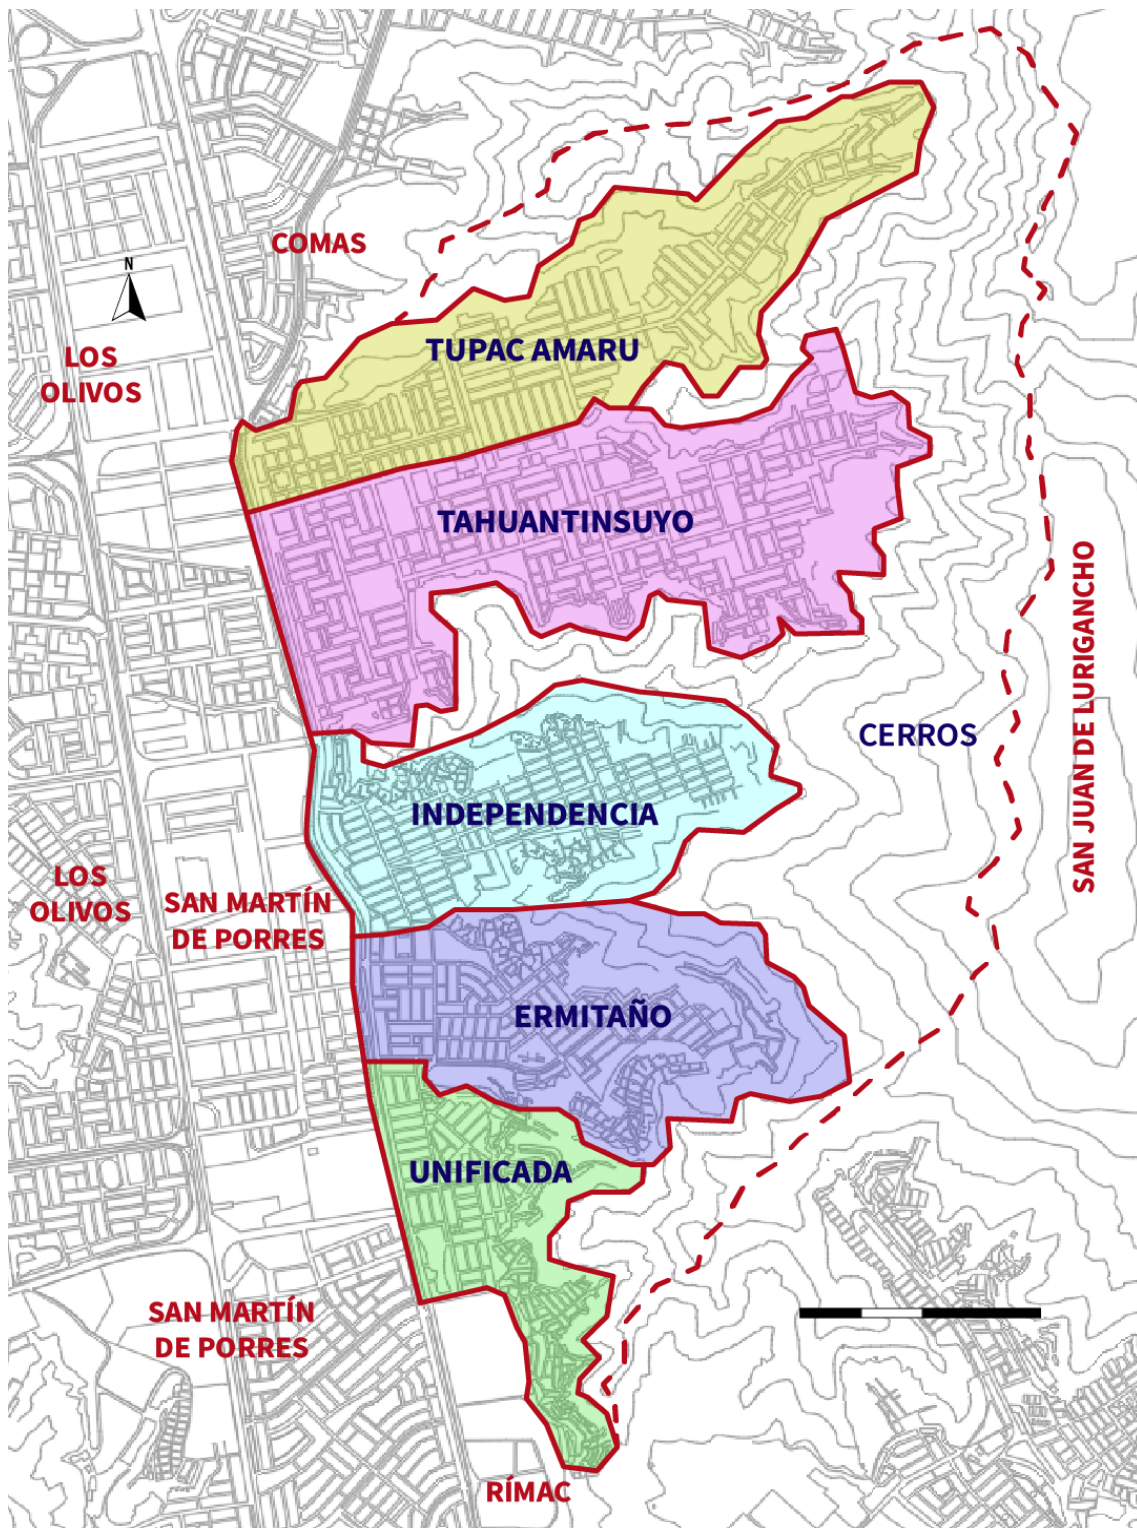 COMAS
N
LOS
OLIVOS
TUPAC AMARU
TAHUANTINSUYO
SAN JUAN DE LURIGANCHO
CERROS
INDEPENDENCIA
LOS
OLIVOS
SAN MARTÍN
DE PORRES
ERMITAÑO
UNIFICADA
SAN MARTÍN
DE PORRES
RÍMAC